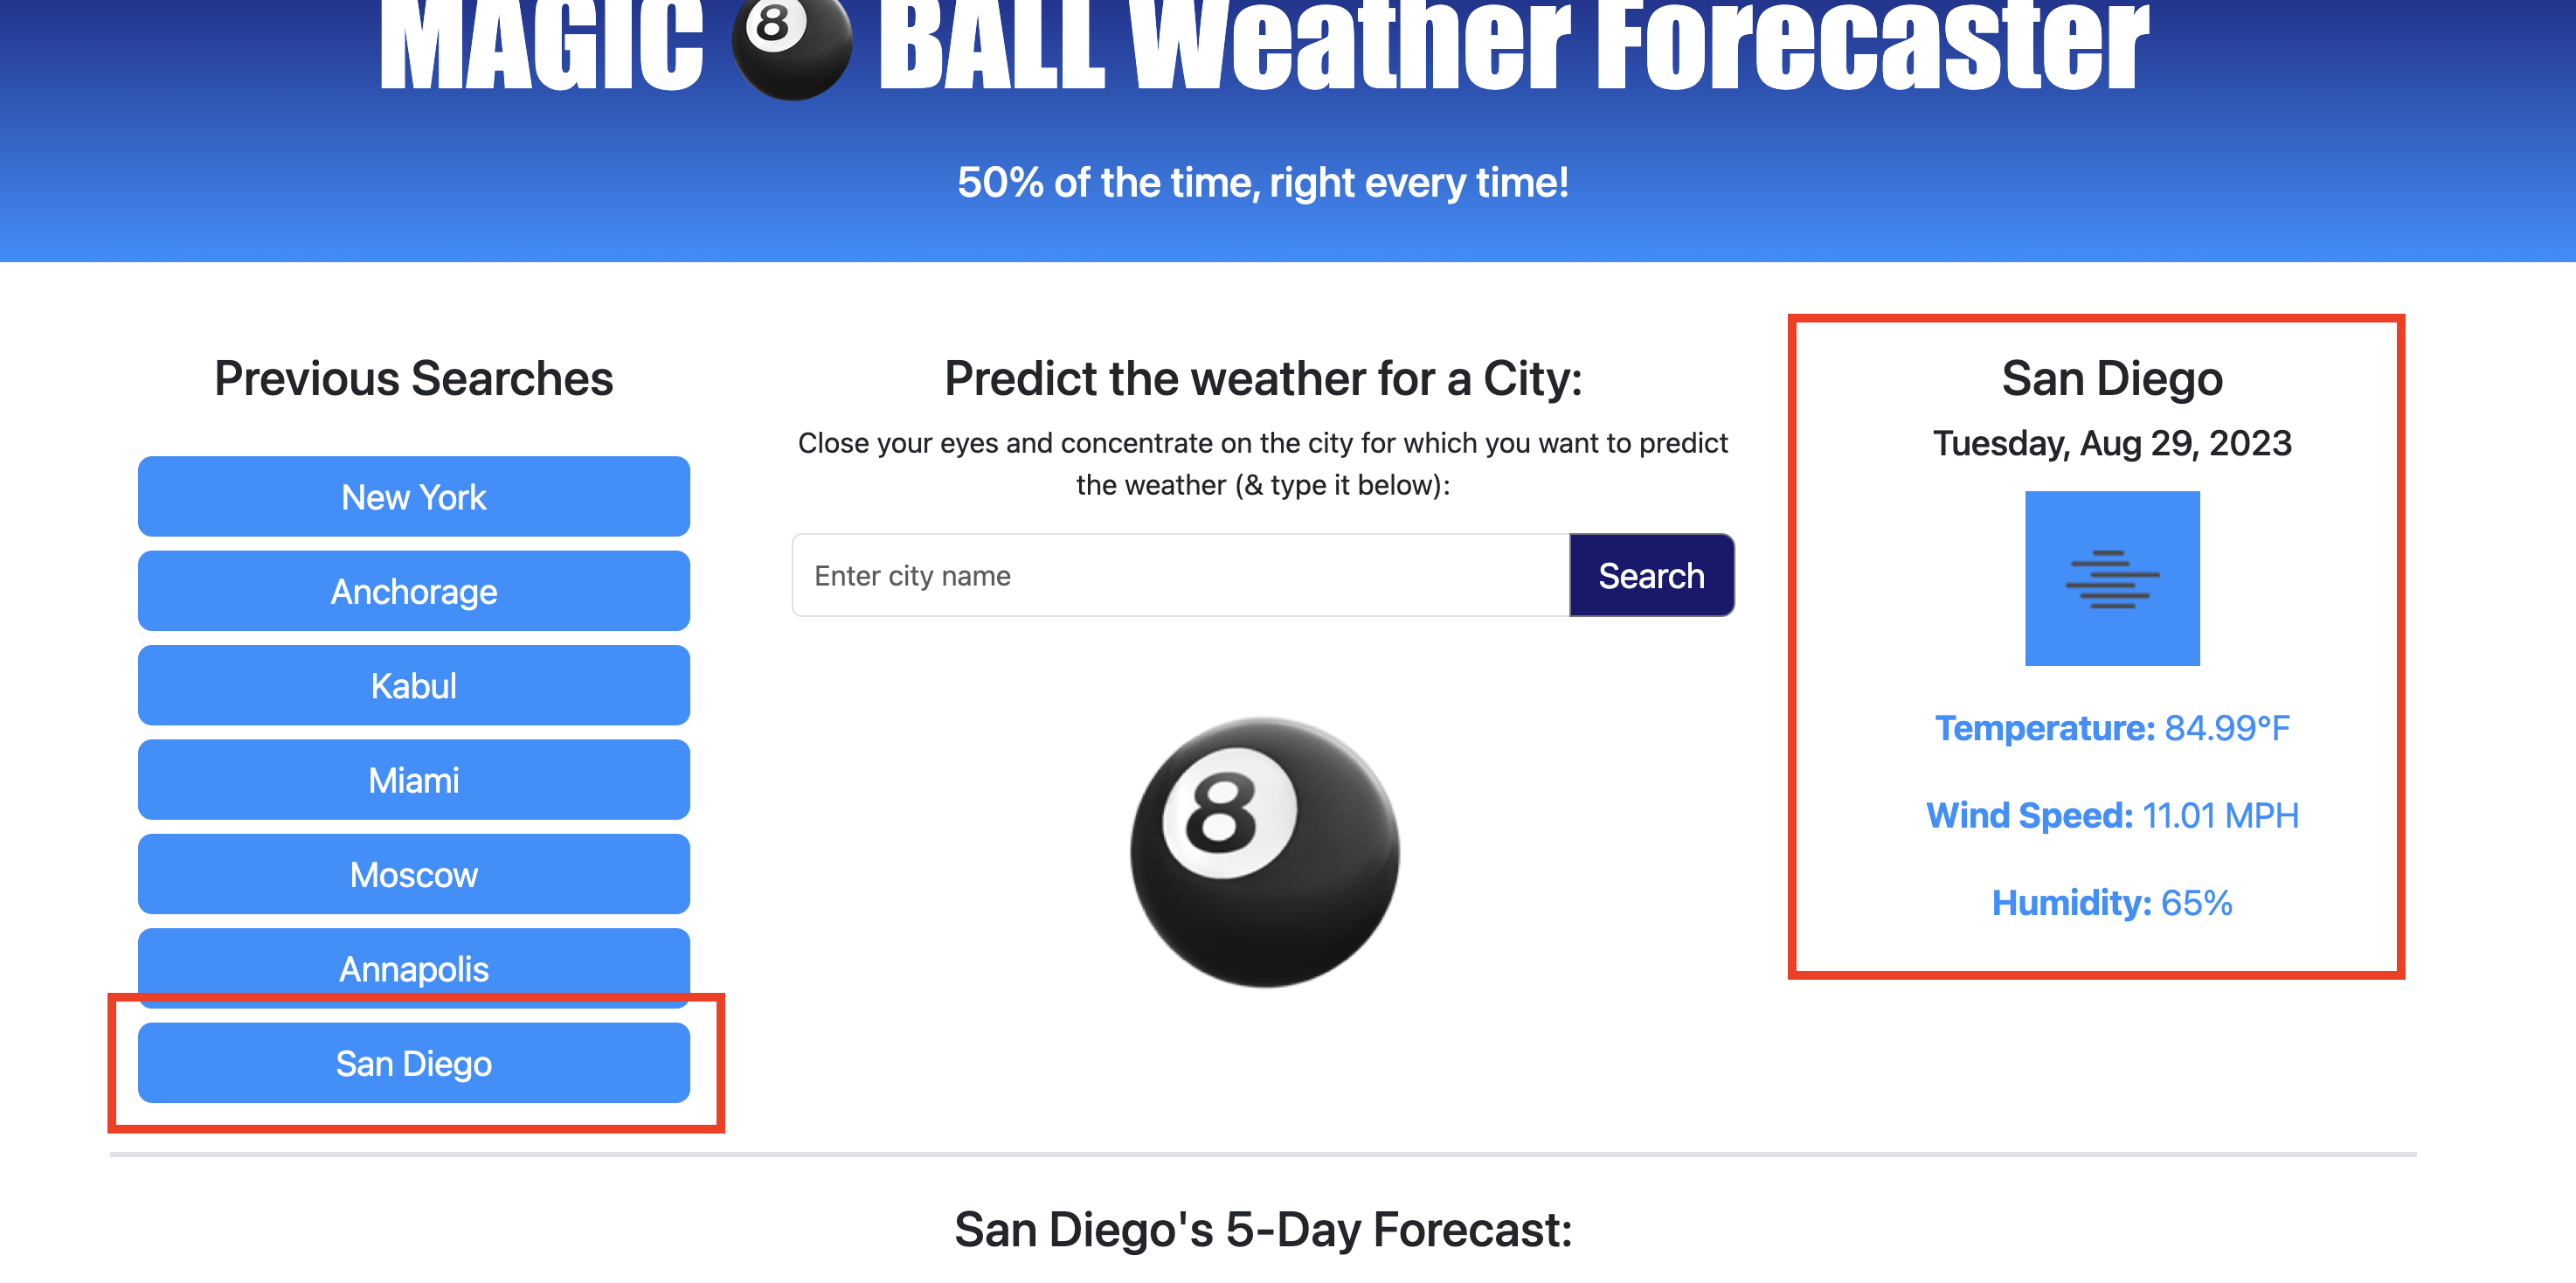 MAGIC 8 BALL Weather Forecaster
50% of the time, right every time!
Previous Searches
New York
Anchorage
Kabul
Miami
Moscow
Annapolis
San Diego
Predict the weather for a City:
Close your eyes and concentrate on the city for which you want to predict
the weather (& type it below):
Enter city name
Search
8
San Diego
Tuesday, Aug 29, 2023
Temperature: 84.99°F
Wind Speed: 11.01 MPH
Humidity: 65%
San Diego's 5-Day Forecast: